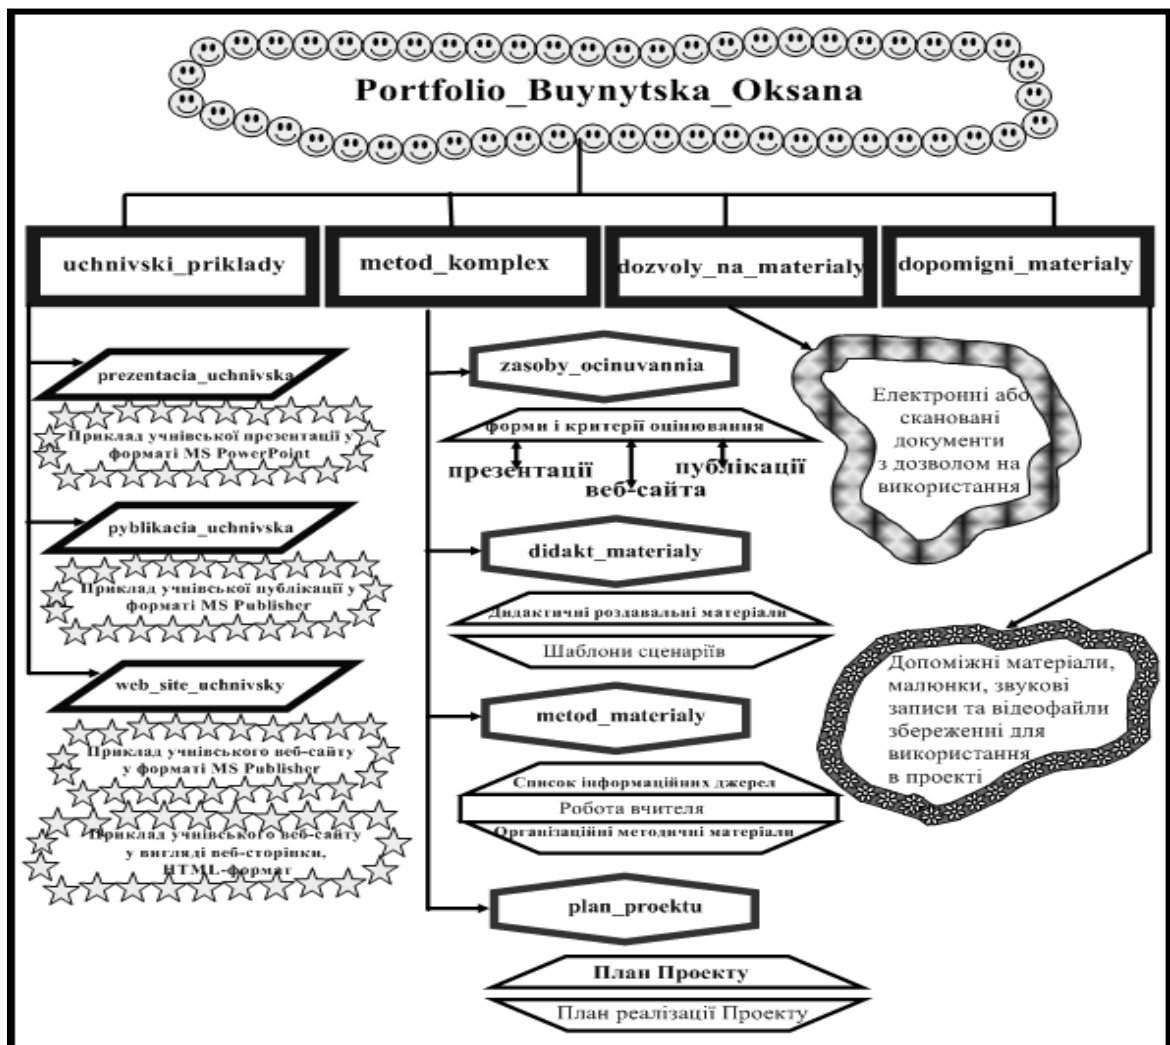 Portfolio_Buynytska_Oksana
uchnivski_priklady
metod_komplex
dozvoly_na_materialy
dopomigni_materialy
prezentacia_uchnivska
Приклад учнівської презентації у
форматі MS PowerPoint
pyblikacia_uchnivska
Приклад учнівської публікації у
форматі MS Publisher
web_site_uchnivsky
Приклад учнівського веб-сайту
у форматі MS Publisher
Приклад учнівського веб-сайту
у вигляді веб-сторінки,
HTML-формат
zasoby_ocinuvannia
форми і критерії оцінювання
презентації
веб-сайта
публікації
didakt_materialy
Дидактичні роздавальні матеріали
Шаблони сценаріїв
metod_materialy
Список інформаційних джерел
Робота вчителя
Організаційні методичні матеріали
plan_proektu
План Проекту
План реалізації Проекту
Електронні або
скановані
документи
з дозволом на
використання
Допоміжні матеріали,
малюнки, звукові
записи та відеофайли
збереженні для
використання
в проекті